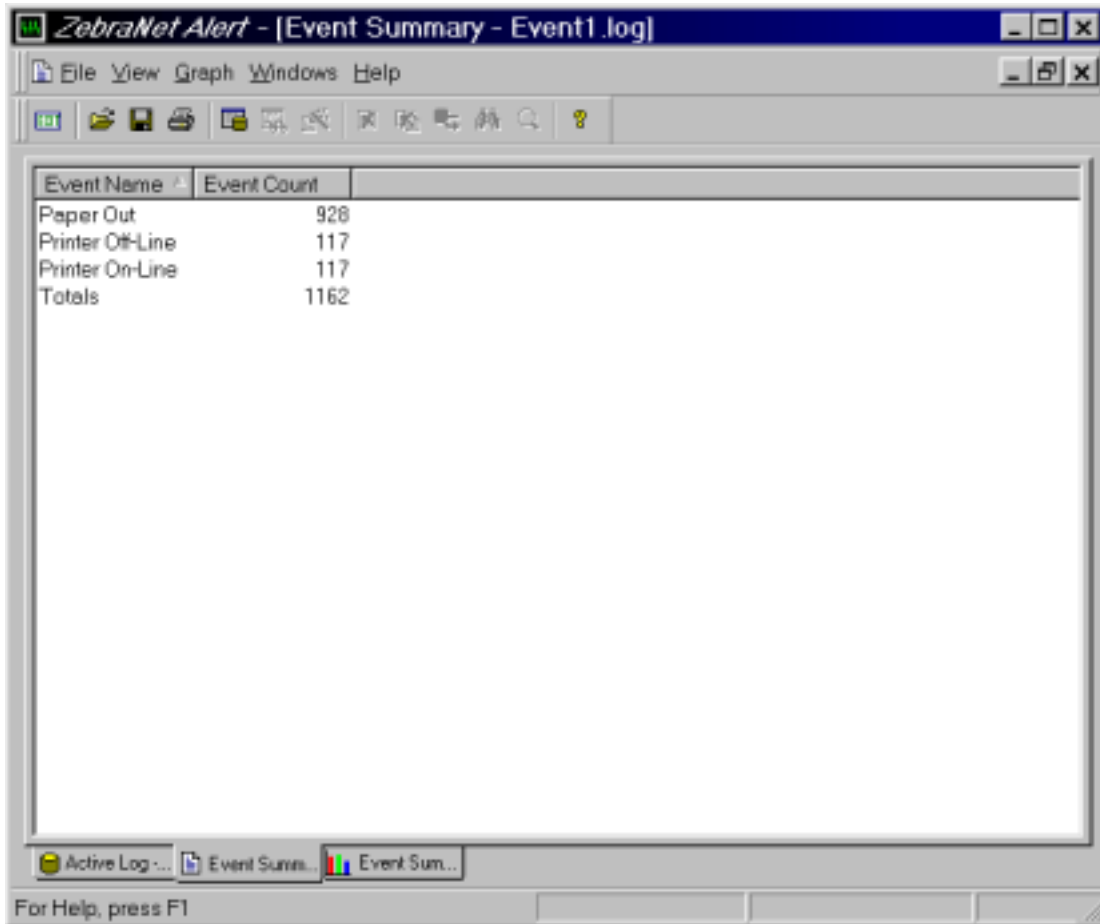 ZebraNet Alert - [Event Summary - Event1.log]
File View Graph Windows Help
Event Name Event Count
Paper Out 928
Printer Off-Line 117
Printer On-Line 117
Totals 1162
Active Log -... Event Summ... Event Sum...
For Help, press F1